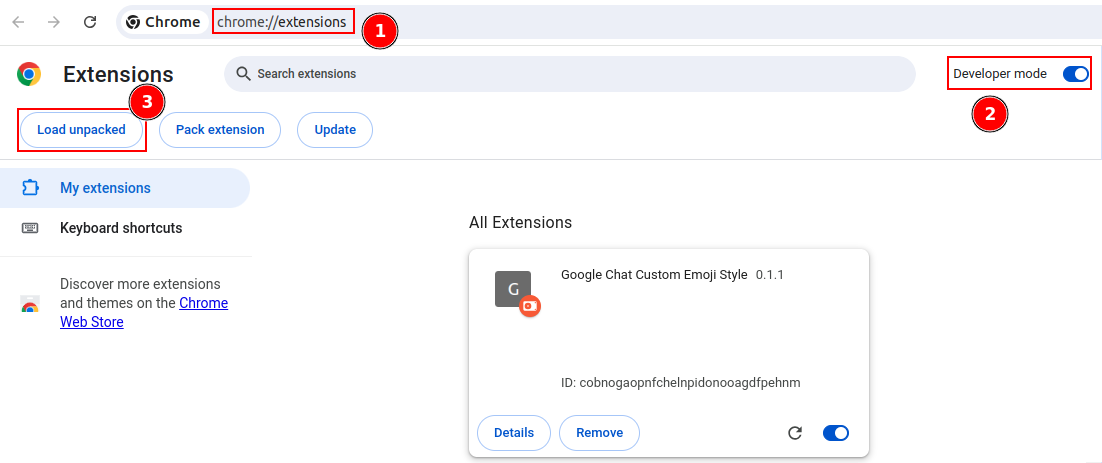 Chrome chrome://extensions 1
Extensions Search extensions Developer mode
3 2
Load unpacked Pack extension Update
My extensions
Keyboard shortcuts
Discover more extensions
and themes on the Chrome
Web Store
All Extensions
G Google Chat Custom Emoji Style 0.1.1
ID: cobnogaopnfchelnpidonooagdfpehnm
Details Remove